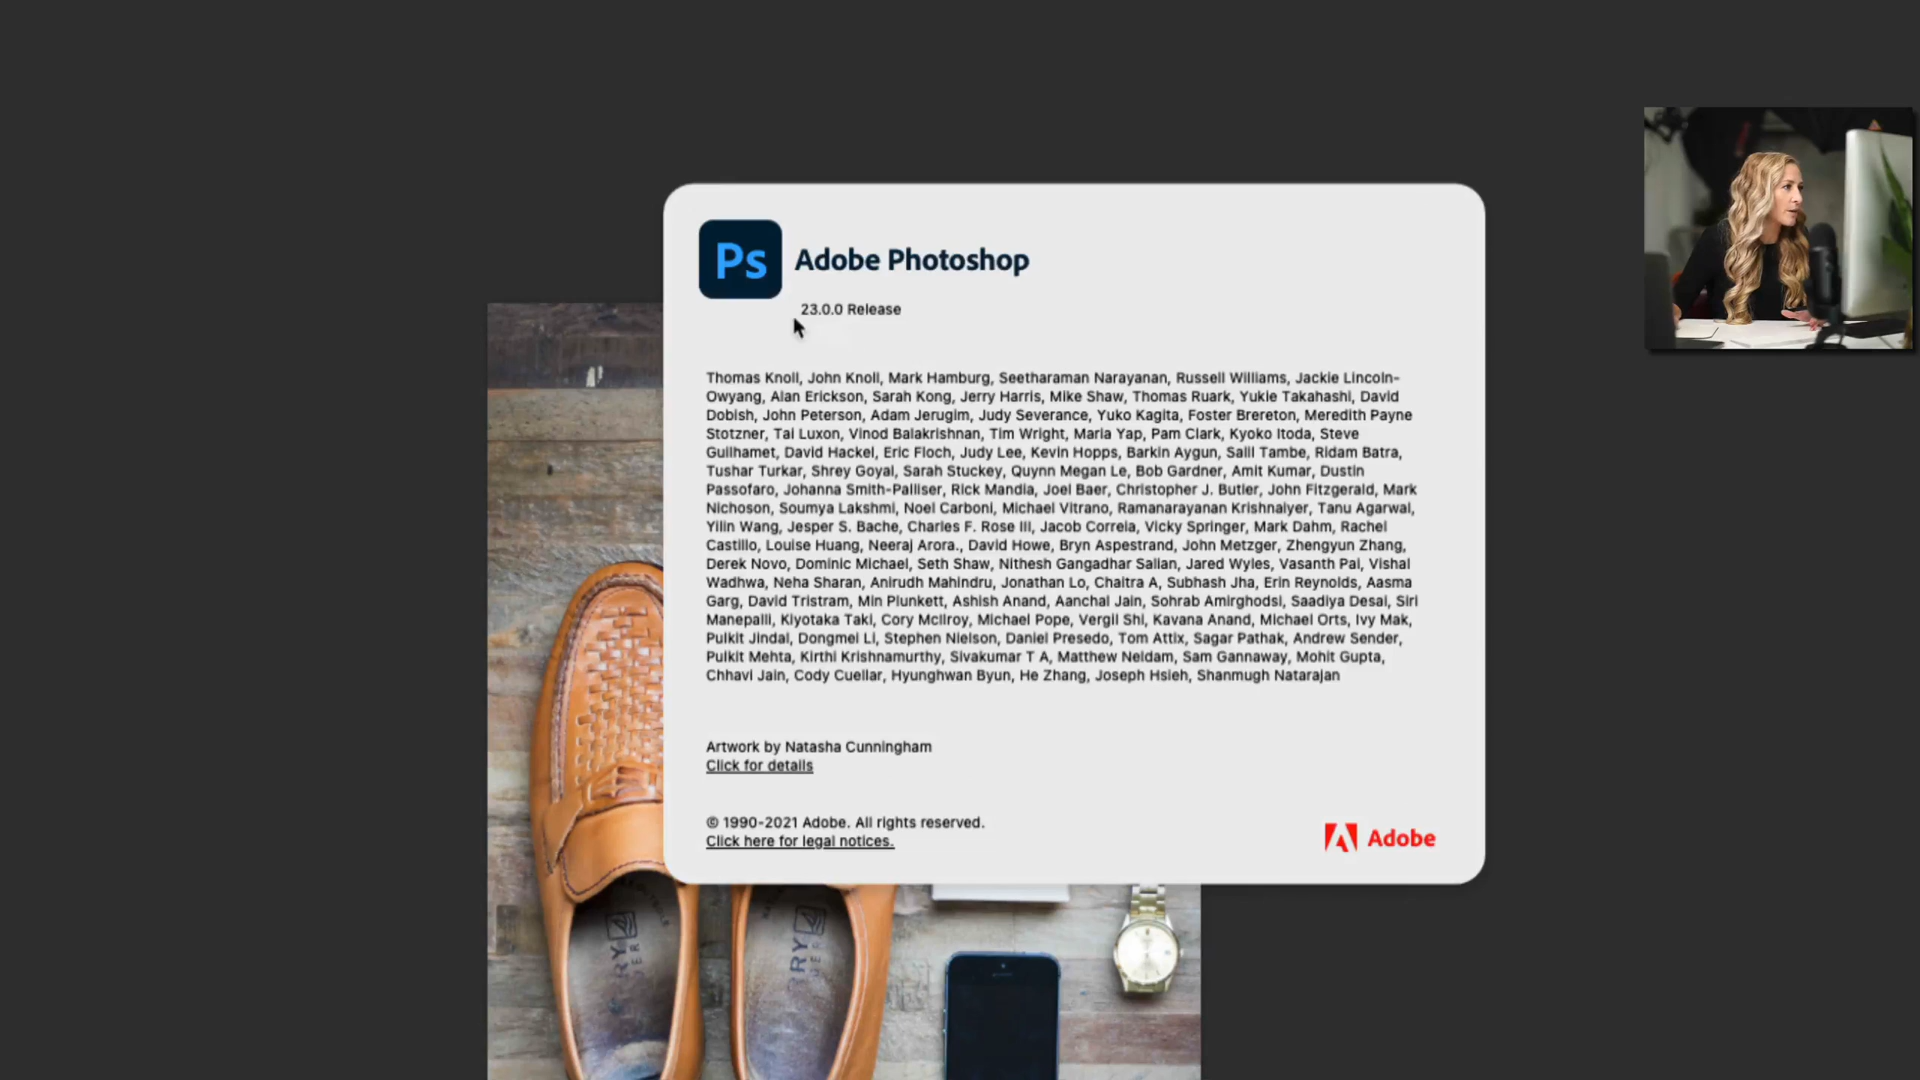 Ps
Adobe Photoshop
23.0.0 Release
Thomas Knoll, John Knoll, Mark Hamburg, Seetharaman Narayanan, Russell Williams, Jackie Lincoln-
Owyang, Alan Erickson, Sarah Kong, Jerry Harris, Mike Shaw, Thomas Ruark, Yukie Takahashi, David
Dobish, John Peterson, Adam Jerugim, Judy Severance, Yuko Kagita, Foster Brereton, Meredith Payne
Stotzner, Tai Luxon, Vinod Balakrishnan, Tim Wright, Maria Yap, Pam Clark, Kyoko Itoda, Steve
Guilhamet, David Hackel, Eric Floch, Judy Lee, Kevin Hopps, Barkin Aygun, Salil Tambe, Ridam Batra,
Tushar Turkar, Shrey Goyal, Sarah Stuckey, Quynn Megan Le, Bob Gardner, Amit Kumar, Dustin
Passofaro, Johanna Smith-Palliser, Rick Mandia, Joel Baer, Christopher J. Butler, John Fitzgerald, Mark
Nichoson, Soumya Lakshmi, Noel Carboni, Michael Vitrano, Ramanarayanan Krishnaiyer, Tanu Agarwal,
Yilin Wang, Jesper S. Bache, Charles F. Rose III, Jacob Correia, Vicky Springer, Mark Dahm, Rachel
Castillo, Louise Huang, Neeraj Arora., David Howe, Bryn Aspestrand, John Metzger, Zhengyun Zhang,
Derek Novo, Dominic Michael, Seth Shaw, Nithesh Gangadhar Salian, Jared Wyles, Vasanth Pai, Vishal
Wadhwa, Neha Sharan, Anirudh Mahindru, Jonathan Lo, Chaitra A, Subhash Jha, Erin Reynolds, Aasma
Garg, David Tristram, Min Plunkett, Ashish Anand, Aanchal Jain, Sohrab Amirghodsi, Saadiya Desai, Siri
Manepalli, Kiyotaka Taki, Cory McIlroy, Michael Pope, Vergil Shi, Kavana Anand, Michael Orts, Ivy Mak,
Pulkit Jindal, Dongmei Li, Stephen Nielson, Daniel Presedo, Tom Attix, Sagar Pathak, Andrew Sender,
Pulkit Mehta, Kirthi Krishnamurthy, Sivakumar T A, Matthew Neldam, Sam Gannaway, Mohit Gupta,
Chhavi Jain, Cody Cuellar, Hyunghwan Byun, He Zhang, Joseph Hsieh, Shanmugh Natarajan
Artwork by Natasha Cunningham
Click for details
© 1990-2021 Adobe. All rights reserved.
Click here for legal notices.
Adobe